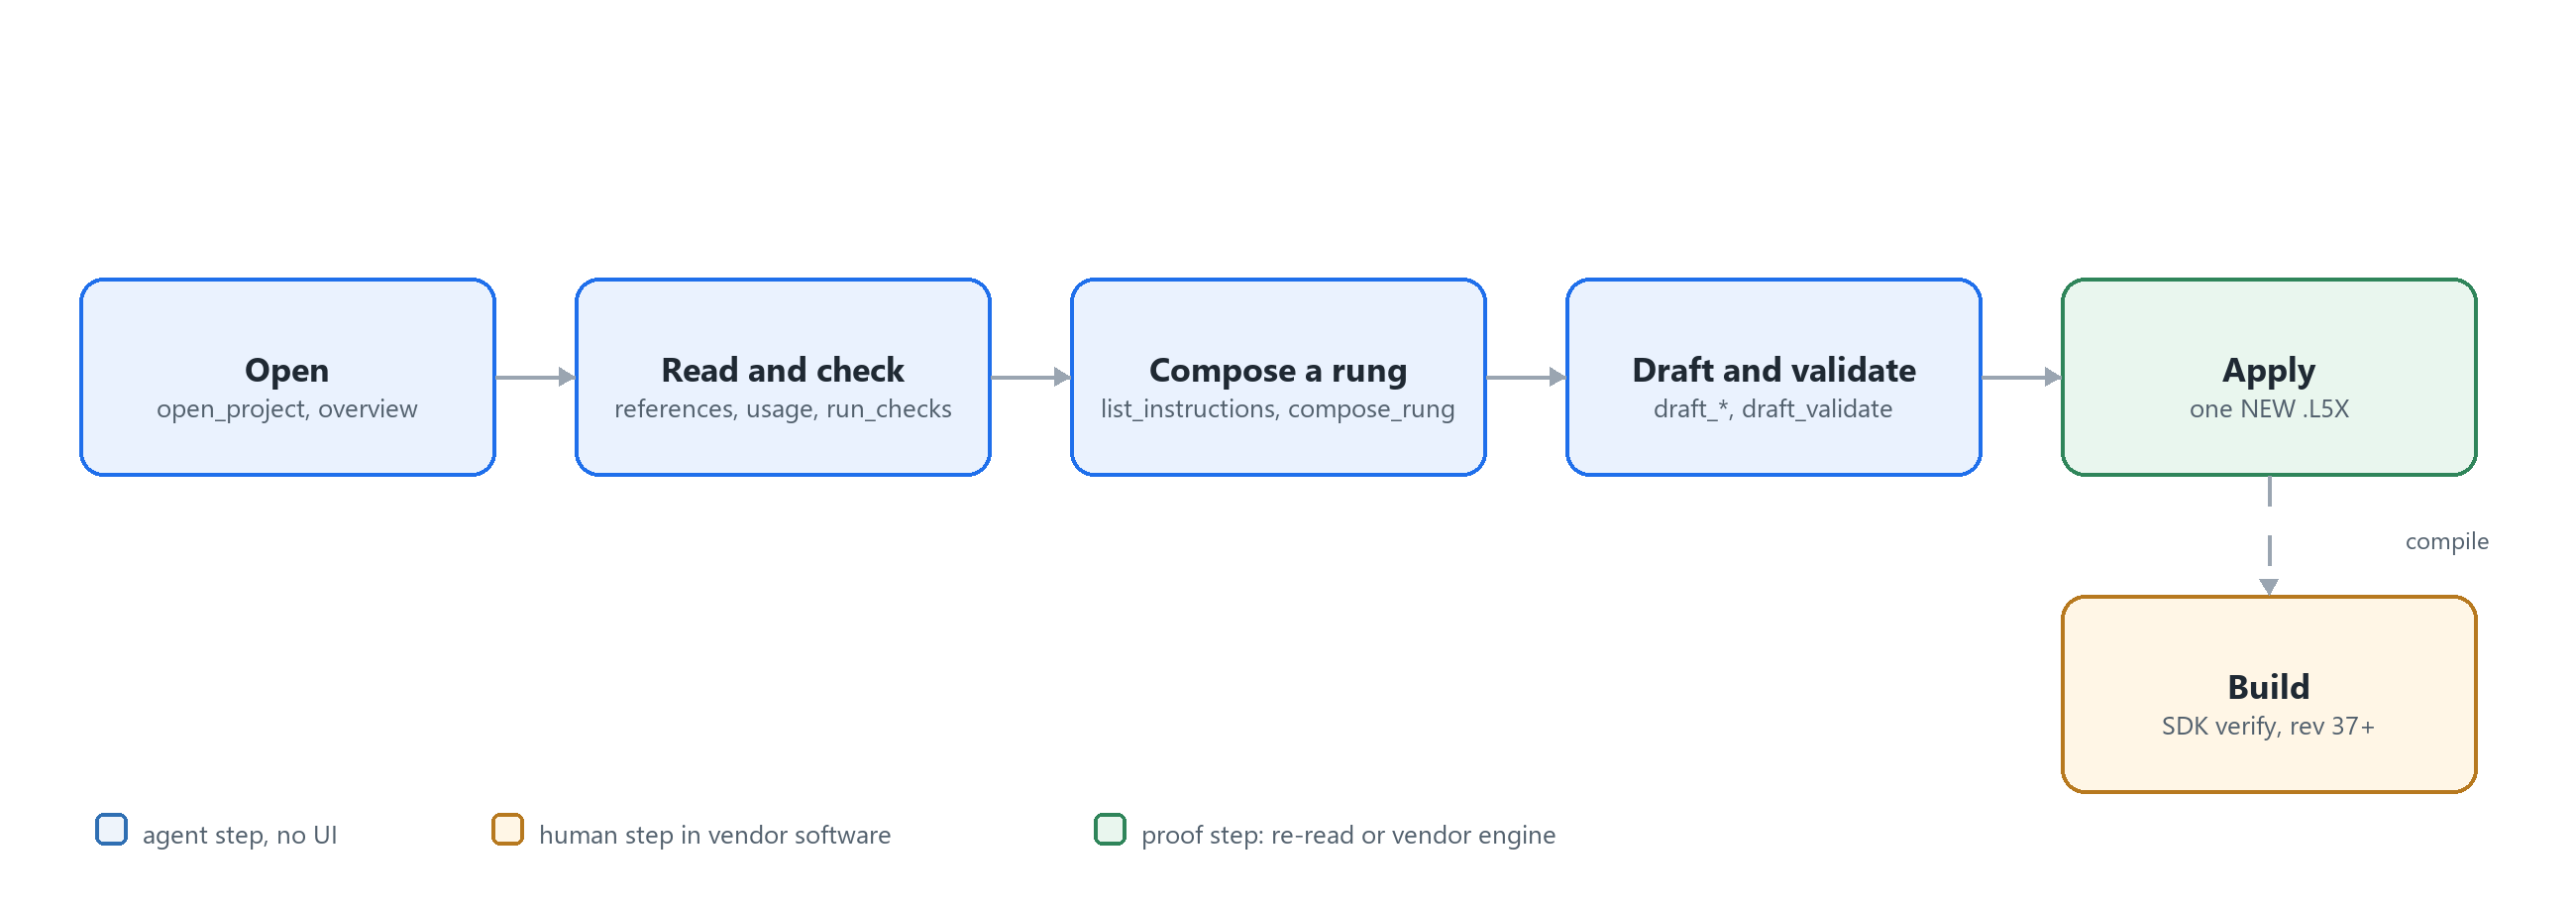 Open
open_project, overview
Read and check
references, usage, run_checks
Compose a rung
list_instructions, compose_rung
Draft and validate
draft_*, draft_validate
Apply
one NEW .L5X
compile
Build
SDK verify, rev 37+
agent step, no UI
human step in vendor software
proof step: re-read or vendor engine